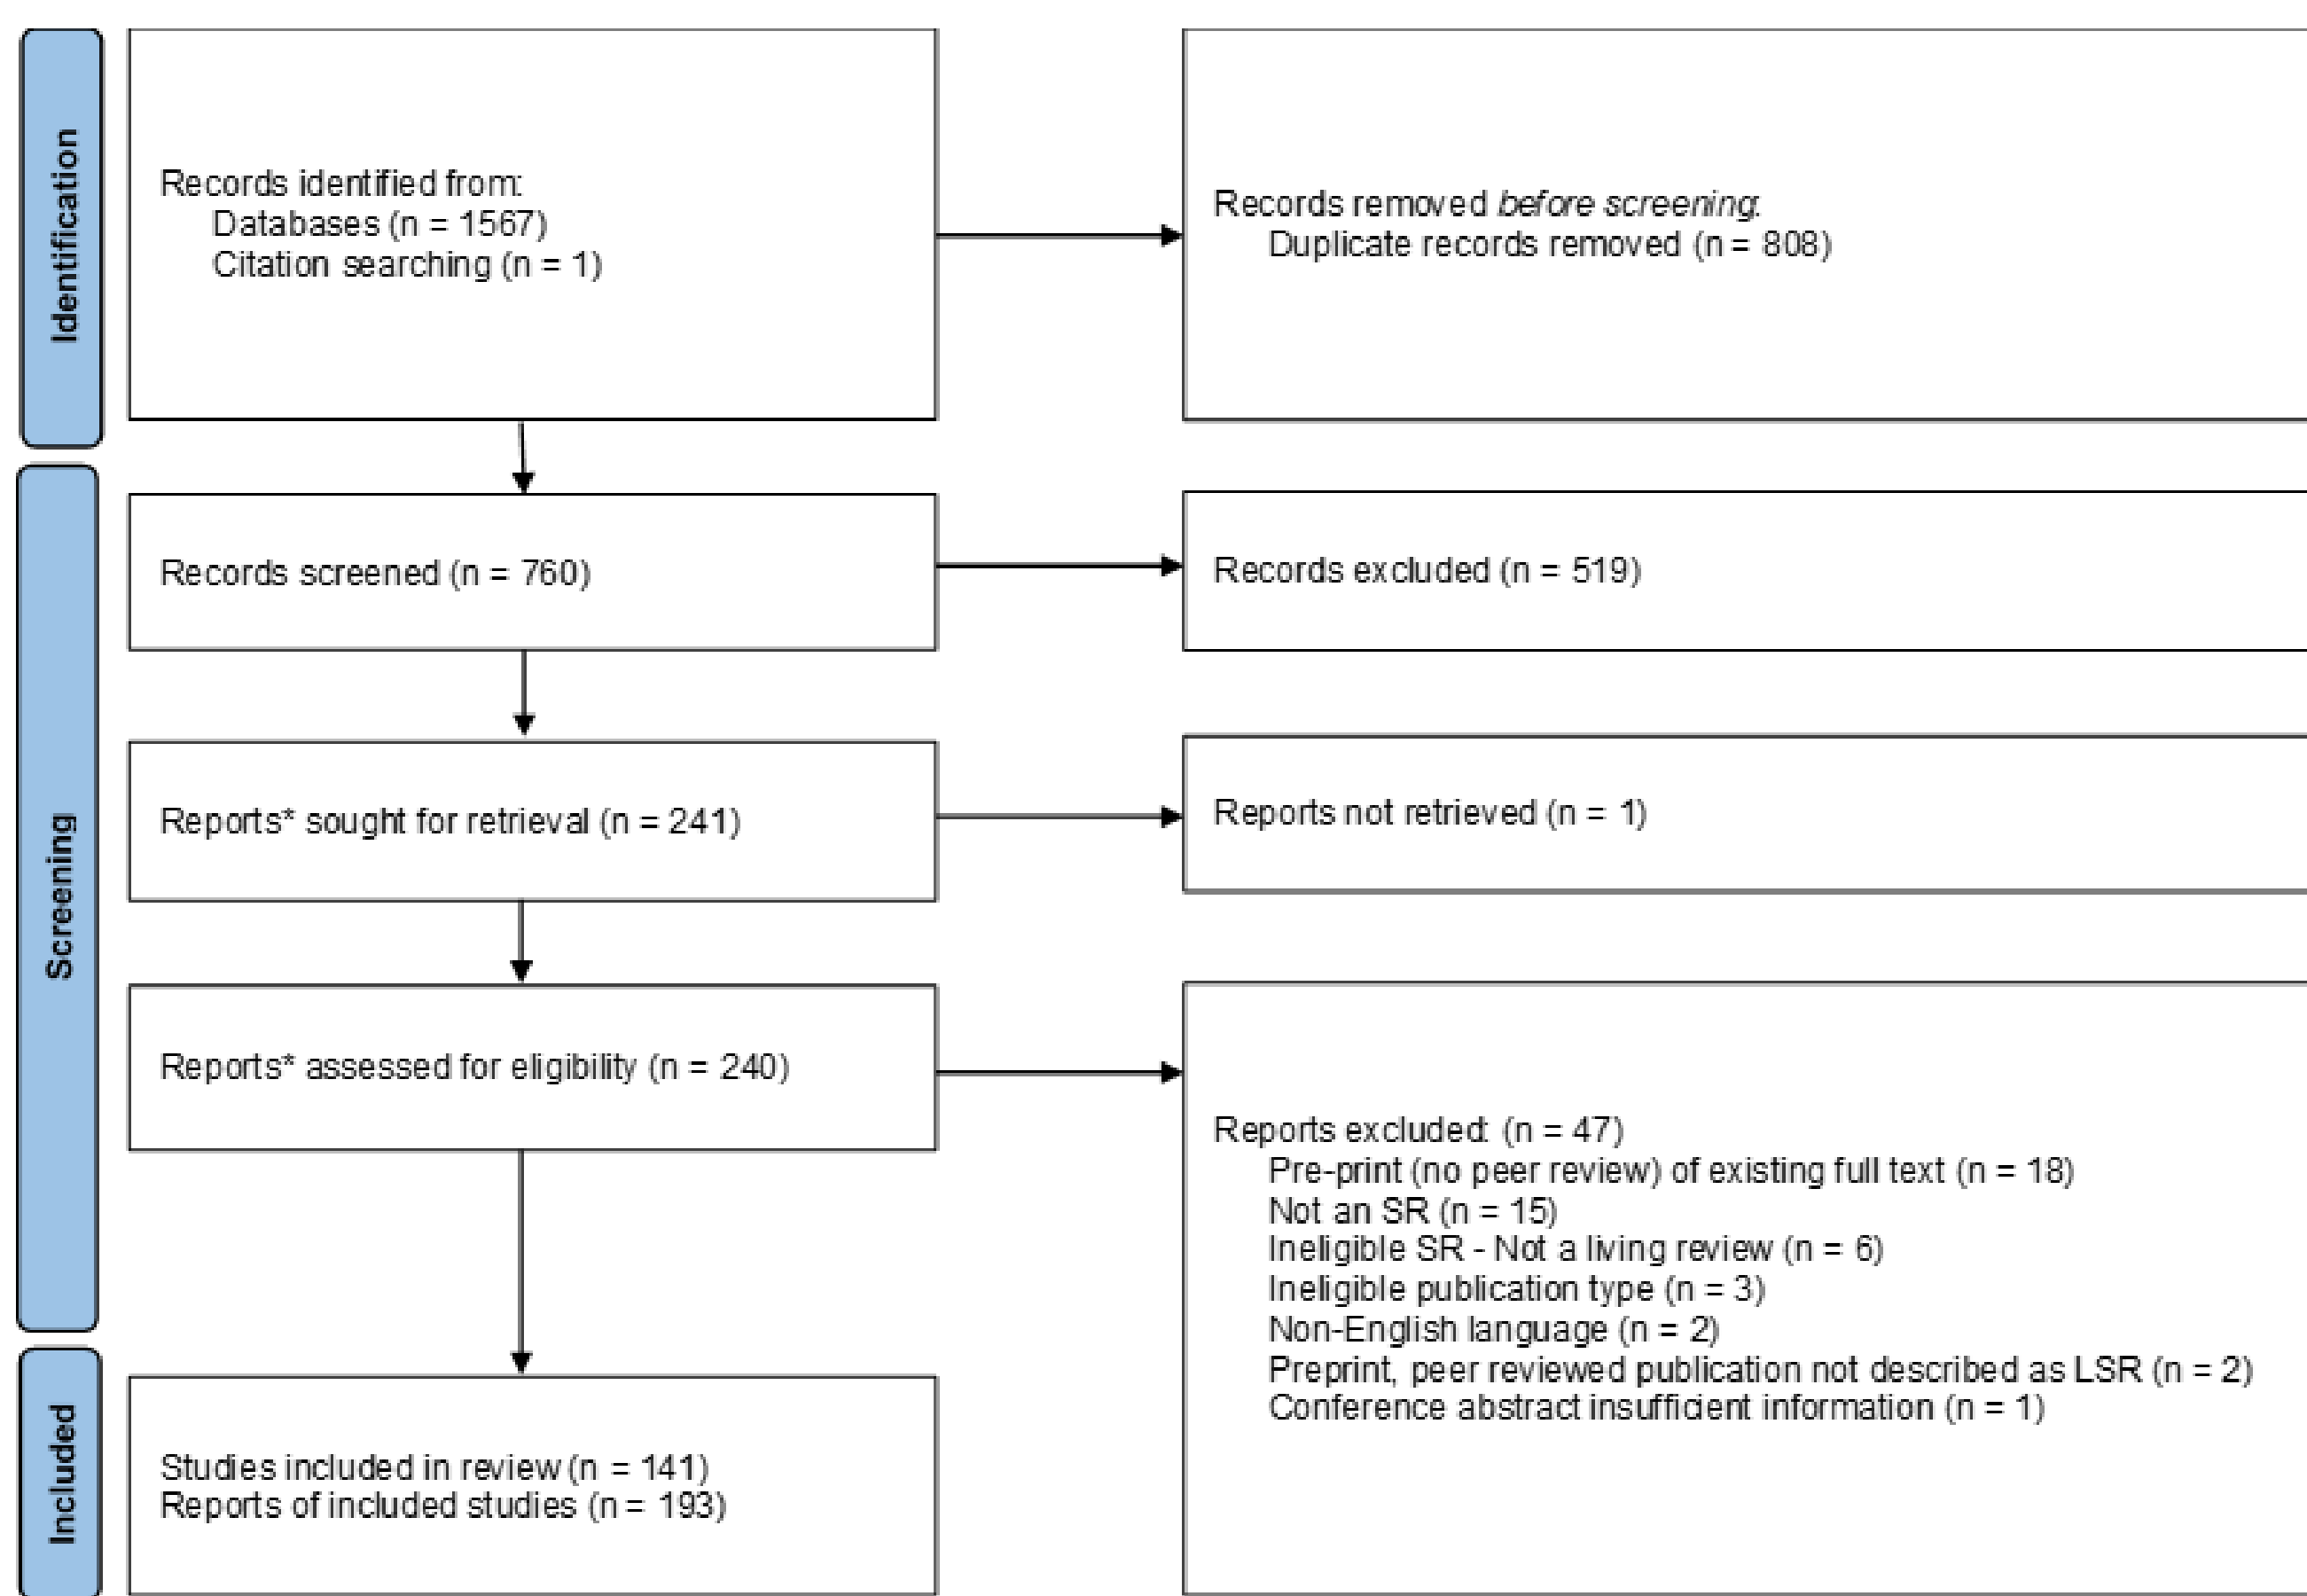 Identification
Records identified from:
Databases (n = 1567)
Citation searching (n = 1)
Records removed before screening:
Duplicate records removed (n = 808)
Screening
Records screened (n = 760)
Records excluded (n = 519)
Reports* sought for retrieval (n = 241)
Reports not retrieved (n = 1)
Reports* assessed for eligibility (n = 240)
Reports excluded: (n = 47)
Pre-print (no peer review) of existing full text (n = 18)
Not an SR (n = 15)
Ineligible SR - Not a living review (n = 6)
Ineligible publication type (n = 3)
Non-English language (n = 2)
Preprint, peer reviewed publication not described as LSR (n = 2)
Conference abstract insufficient information (n = 1)
Included
Studies included in review (n = 141)
Reports of included studies (n = 193)